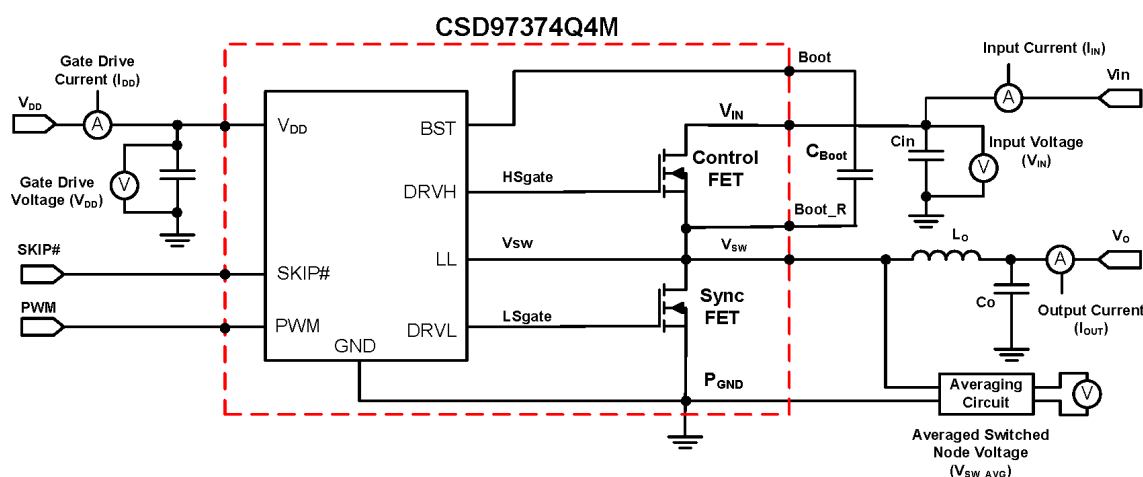 CSD97374Q4M
Gate Drive
Current (IDD)
VDD
A
V
Gate Drive
Voltage (VDD)
SKIP#
PWM
VDD
BST
DRVH
LL
SKIP#
PWM
DRVL
GND
HSgate
Vsw
LSgate
Boot
VIN
Control
FET
CBoot
Boot_R
VSW
Sync
FET
PGND
Input Current (IIN)
Vin
A
Cin
V
Input Voltage
(VIN)
LO
VO
A
Co
Output Current
(IOUT)
Averaging
Circuit
V
Averaged Switched
Node Voltage
(VSW_AVG)